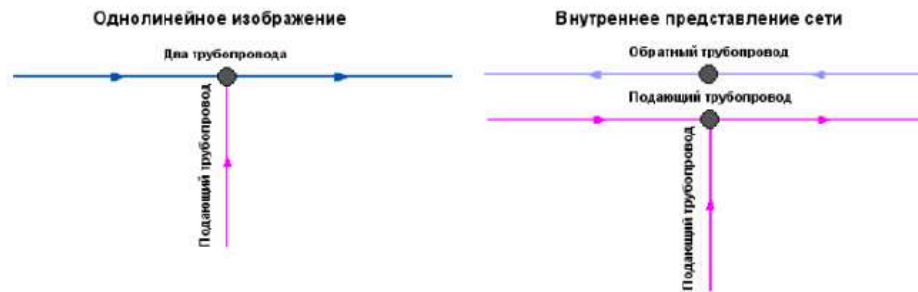 Однолинейное изображение
Два трубопровода
Подающий трубопровод
Внутреннее представление сети
Обратный трубопровод
Подающий трубопровод
Подающий трубопровод